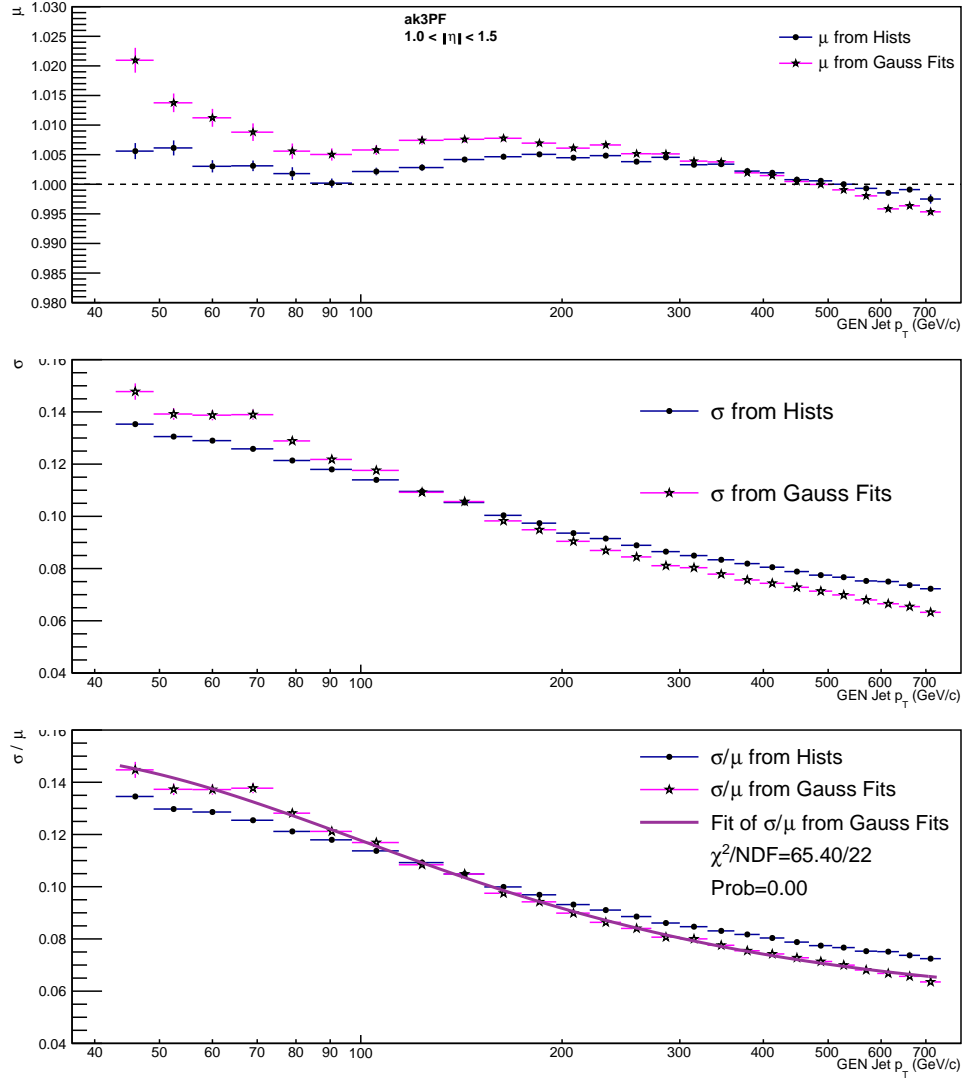 μ
ak3PF
1.0 < |η| < 1.5
μ from Hists
μ from Gauss Fits
1.030
1.025
1.020
1.015
1.010
1.005
1.000
0.995
0.990
0.985
0.980
40 50 60 70 80 90 100 200 300 400 500 600 700
GEN Jet p_T (GeV/c)
σ
σ from Hists
σ from Gauss Fits
0.16
0.14
0.12
0.10
0.08
0.06
0.04
40 50 60 70 80 90 100 200 300 400 500 600 700
GEN Jet p_T (GeV/c)
σ / μ
σ/μ from Hists
σ/μ from Gauss Fits
Fit of σ/μ from Gauss Fits
χ²/NDF=65.40/22
Prob=0.00
0.16
0.14
0.12
0.10
0.08
0.06
0.04
40 50 60 70 80 90 100 200 300 400 500 600 700
GEN Jet p_T (GeV/c)